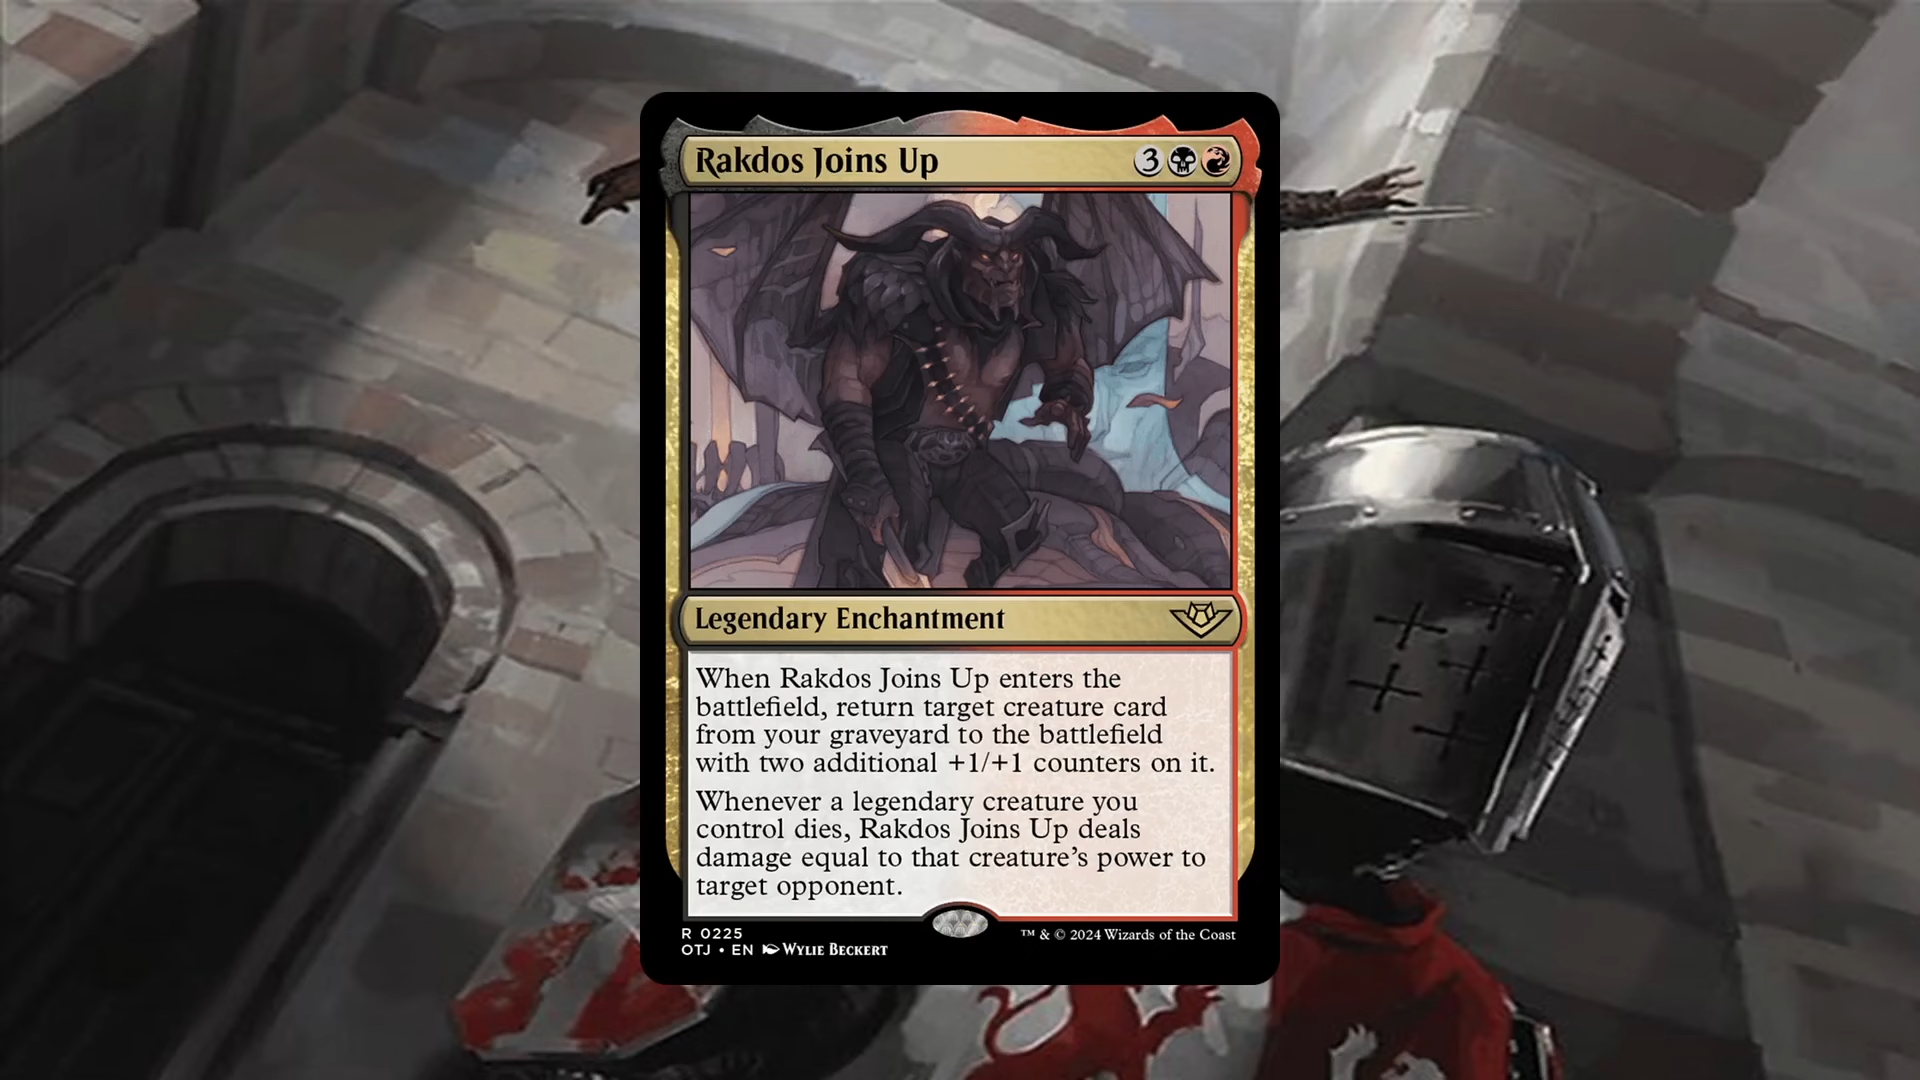 Rakdos Joins Up 3
Legendary Enchantment
When Rakdos Joins Up enters the
battlefield, return target creature card
from your graveyard to the battlefield
with two additional +1/+1 counters on it.
Whenever a legendary creature you
control dies, Rakdos Joins Up deals
damage equal to that creature's power to
target opponent.
R 0225
OTJ • EN Wylie Beckert
™ & © 2024 Wizards of the Coast